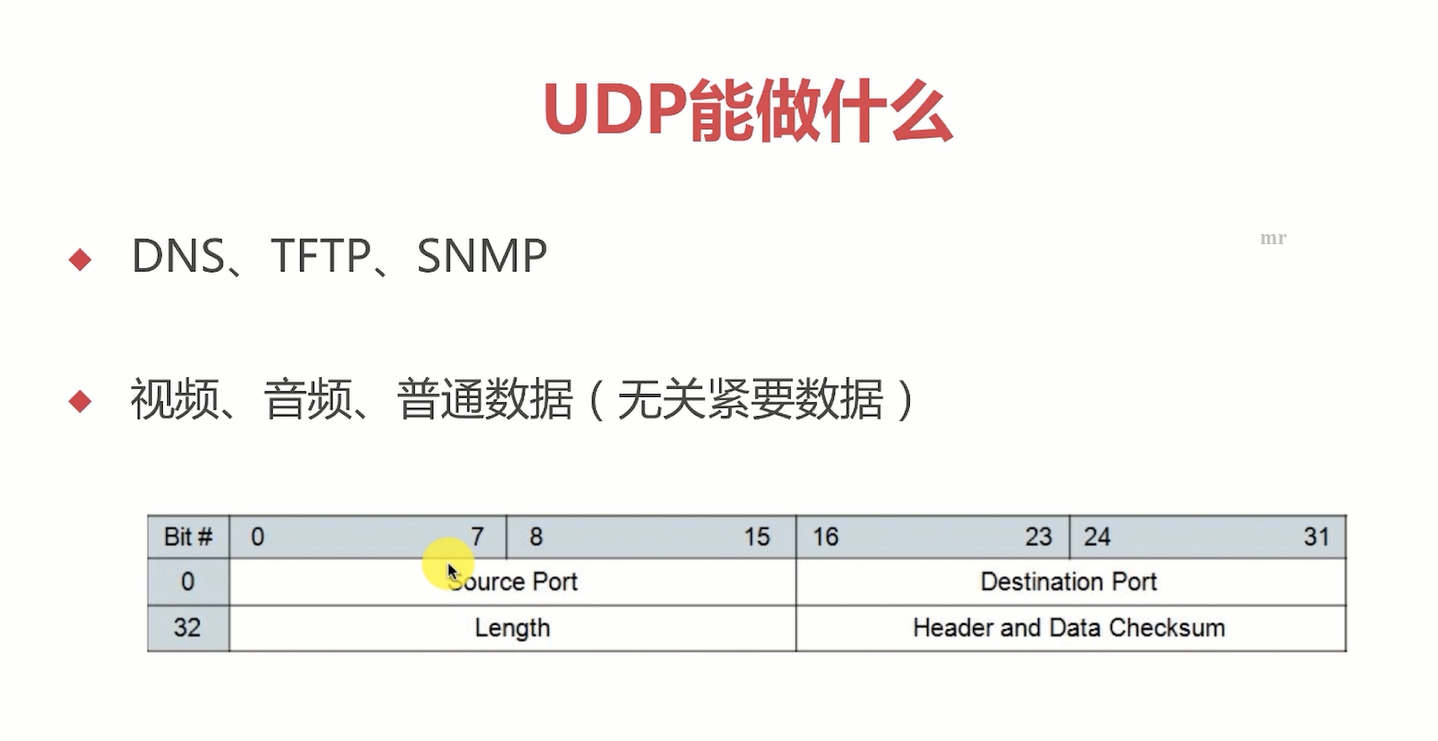 UDP能做什么
DNS、TFTP、SNMP
mr
视频、音频、普通数据（无关紧要数据）
Bit # 0 7 8 15 16 23 24 31
0 Source Port Destination Port
32 Length Header and Data Checksum